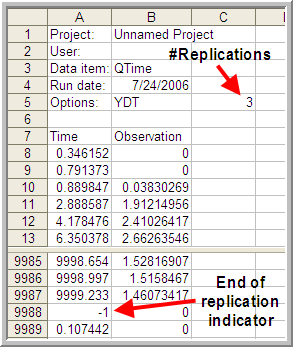 A B C
#Replications
1 Project: Unnamed Project
2 User:
3 Data item: QTime
4 Run date: 7/24/2006
5 Options: YDT 3
6
7 Time Observation
8 0.346152 0
9 0.791373 0
10 0.889847 0.03830269
11 2.888587 1.91214956
12 4.178476 2.41026417
13 6.350378 2.66263546
9985 9998.654 1.52816907
9986 9998.997 1.5158467
9987 9999.233 1.46073417
9988 -1 0
9989 0.107442 0
End of
replication
indicator